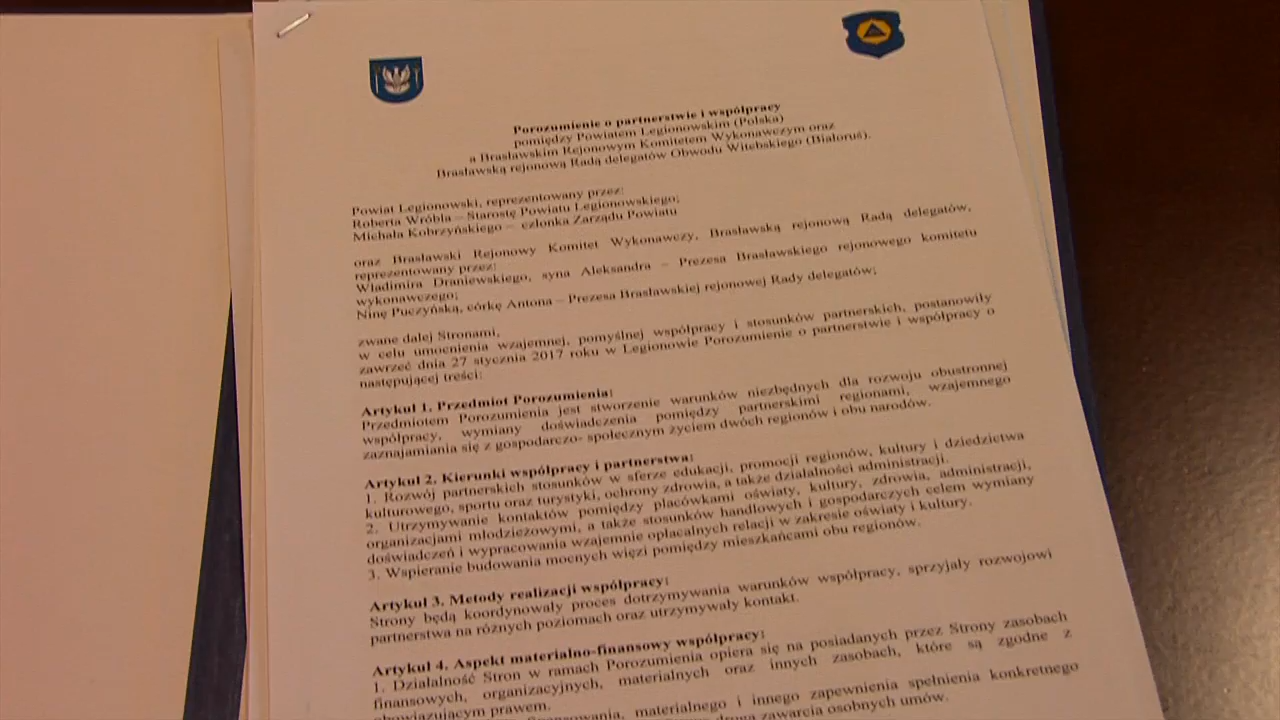 Porozumienie o partnerstwie i współpracy
pomiędzy Powiatem Legionowskim (Polska)
a Brasławskim Rejonowym Komitetem Wykonawczym oraz
Brasławską rejonową Radą delegatów Obwodu Witebskiego (Białoruś).
Powiat Legionowski, reprezentowany przez:
Roberta Wróbla – Starostę Powiatu Legionowskiego;
Michała Kobrzyńskiego – członka Zarządu Powiatu
oraz Brasławski Rejonowy Komitet Wykonawczy, Brasławską rejonową Radą delegatów,
reprezentowany przez:
Władimira Draniewskiego, syna Aleksandra – Prezesa Brasławskiego rejonowego komitetu
wykonawczego;
Ninę Puczyńską, córkę Antona – Prezesa Brasławskiej rejonowej Rady delegatów;
zwane dalej Stronami,
w celu umocnienia wzajemnej, pomyślnej współpracy i stosunków partnerskich, postanowiły
zawrzeć dnia 27 stycznia 2017 roku w Legionowie Porozumienie o partnerstwie i współpracy o
następującej treści:
Artykuł 1. Przedmiot Porozumienia:
Przedmiotem Porozumienia jest stworzenie warunków niezbędnych dla rozwoju obustronnej
współpracy, wymiany doświadczenia pomiędzy partnerskimi regionami, wzajemnego
zaznajamiania się z gospodarczo- społecznym życiem dwóch regionów i obu narodów.
Artykuł 2. Kierunki współpracy i partnerstwa:
1. Rozwój partnerskich stosunków w sferze edukacji, promocji regionów, kultury i dziedzictwa
kulturowego, sportu oraz turystyki, ochrony zdrowia, a także działalności administracji.
2. Utrzymywanie kontaktów pomiędzy placówkami oświaty, kultury, zdrowia, administracji,
organizacjami młodzieżowymi, a także stosunków handlowych i gospodarczych celem wymiany
doświadczeń i wypracowania wzajemnie opłacalnych relacji w zakresie oświaty i kultury.
3. Wspieranie budowania mocnych więzi pomiędzy mieszkańcami obu regionów.
Artykuł 3. Metody realizacji współpracy:
Strony będą koordynowały proces dotrzymywania warunków współpracy, sprzyjały rozwojowi
partnerstwa na różnych poziomach oraz utrzymywały kontakt.
Artykuł 4. Aspekt materialno-finansowy współpracy:
1. Działalność Stron w ramach Porozumienia opiera się na posiadanych przez Strony zasobach
finansowych, organizacyjnych, materialnych oraz innych zasobach, które są zgodne z
obowiązującym prawem.
materialnego i innego zapewnienia spełnienia konkretnego
drogą zawarcia osobnych umów.